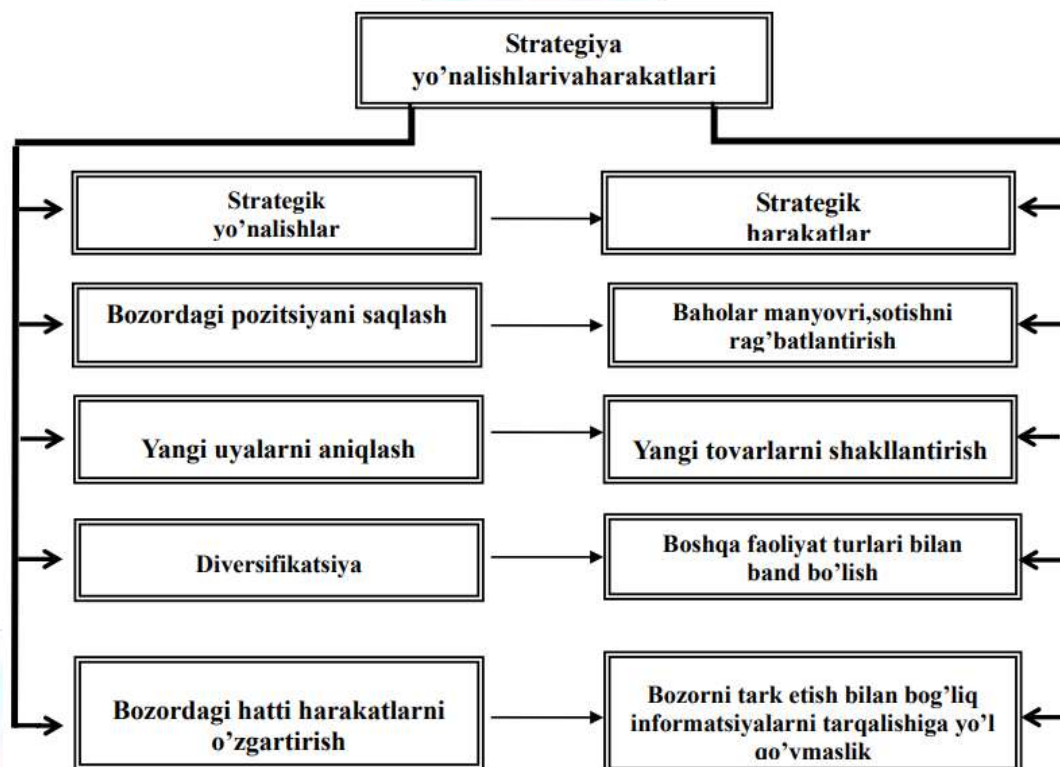 Strategiya
yo’nalishlarivaharakatlari
Strategik
yo’nalishlar
Strategik
harakatlar
Bozordagi pozitsiyani saqlash
Baholar manyovri,sotishni
rag’batlantirish
Yangi uyalarni aniqlash
Yangi tovarlarni shakllantirish
Diversifikatsiya
Boshqa faoliyat turlari bilan
band bo’lish
Bozordagi hatti harakatlarni
o’zgartirish
Bozorni tark etish bilan bog’liq
informatsiyalarni tarqalishiga yo’l
qo’ymaslik